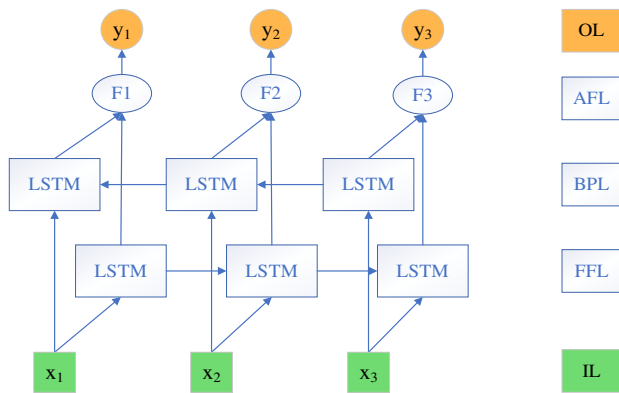 y₁ y₂ y₃ OL
F1 F2 F3 AFL
LSTM LSTM LSTM BPL
LSTM LSTM LSTM FFL
x₁ x₂ x₃ IL